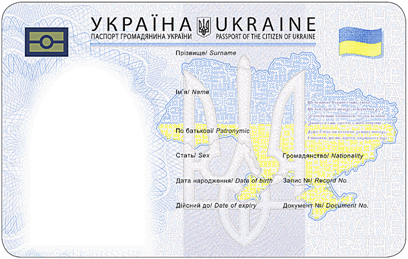 УКРАЇНА UKRAINE
ПАСПОРТ ГРОМАДЯНИНА УКРАЇНИ PASSPORT OF THE CITIZEN OF UKRAINE
Прізвище/ Surname
Ім'я/ Name
По батькові/ Patronymic
Стать/ Sex Громадянство/ Nationality
Дата народження/ Date of birth Запис №/ Record No.
Дійсний до/ Date of expiry Документ №/ Document No.